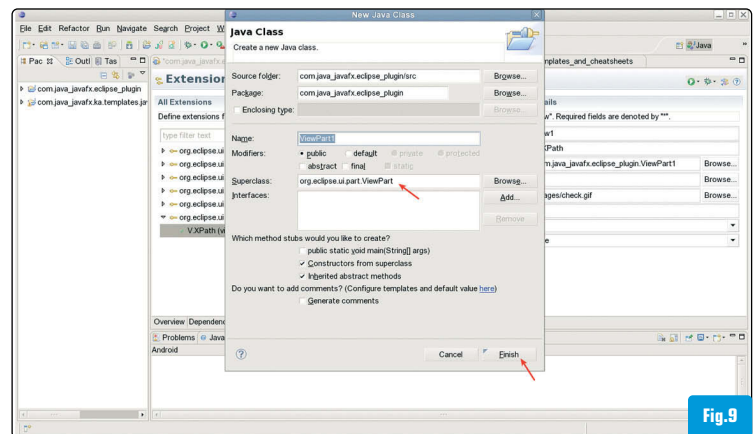 New Java Class
File Edit Refactor Run Navigate Search Project W
Java
Pac Outl Tas
com.java_javafx.eclipse_plugin
com.java_javafx.ka.templates.jav
*com.java_javafx.e
Extension
All Extensions
Define extensions f
type filter text
org.eclipse.ui
org.eclipse.ui
org.eclipse.ui
org.eclipse.ui
org.eclipse.ui
org.eclipse.ui
V.XPath (vi
Overview Dependenc
Problems Java
Android
Java Class
Create a new Java class.
Source folder: com.java_javafx.eclipse_plugin/src Browse...
Package: com.java_javafx.eclipse_plugin Browse...
Enclosing type: Browse...
Name: ViewPart1
Modifiers: public default private protected
abstract final static
Superclass: org.eclipse.ui.part.ViewPart Browse...
Interfaces: Add...
Remove
Which method stubs would you like to create?
public static void main(String[] args)
Constructors from superclass
Inherited abstract methods
Do you want to add comments? (Configure templates and default value here)
Generate comments
Cancel Finish
mplates_and_cheatsheets
ails
w". Required fields are denoted by "*".
w1
XPath
m.java_javafx.eclipse_plugin.ViewPart1 Browse...
Browse...
ages/check.gif Browse...
e
Fig.9